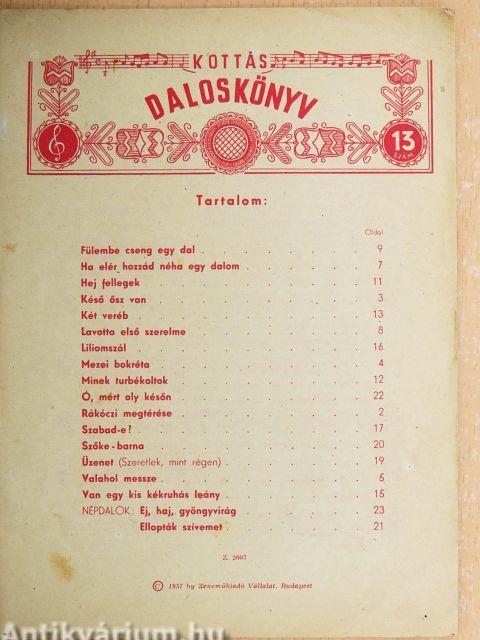 KOTTÁS
DALOSKÖNYV
13
SZÁM
Tartalom:
Oldal
Fülembe cseng egy dal . . . . . . . 9
Ha elér hozzád néha egy dalom . . . . . . 7
Hej fellegek . . . . . . . . . 11
Késő ősz van . . . . . . . . . 3
Két veréb . . . . . . . . . 13
Lavotta első szerelme . . . . . . . 8
Liliomszál . . . . . . . . . 16
Mezei bokréta . . . . . . . . 4
Minek turbékoltok . . . . . . . . 12
Ó, mért oly későn . . . . . . . . 22
Rákóczi megtérése . . . . . . . . 2
Szabad-e? . . . . . . . . . 17
Szőke-barna . . . . . . . . . 20
Üzenet (Szeretlek, mint régen) . . . . . . 19
Valahol messze . . . . . . . . 5
Van egy kis kékruhás leány . . . . . . 15
NÉPDALOK: Ej, haj, gyöngyvirág . . . . . 23
Ellopták szívemet . . . . . . 21
Z. 2607
© 1957 by Zeneműkiadó Vállalat, Budapest
Antikvárium.hu